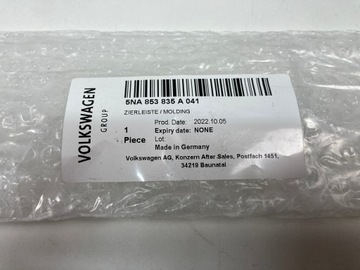 VOLKSWAGEN
GROUP
5NA 853 835 A 041
ZIERLEISTE / MOLDING
Prod. Date: 2022.10.05
1 Expiry date: NONE
Piece Lot:
Made in Germany
Volkswagen AG, Konzern After Sales, Postfach 1451,
34219 Baunatal